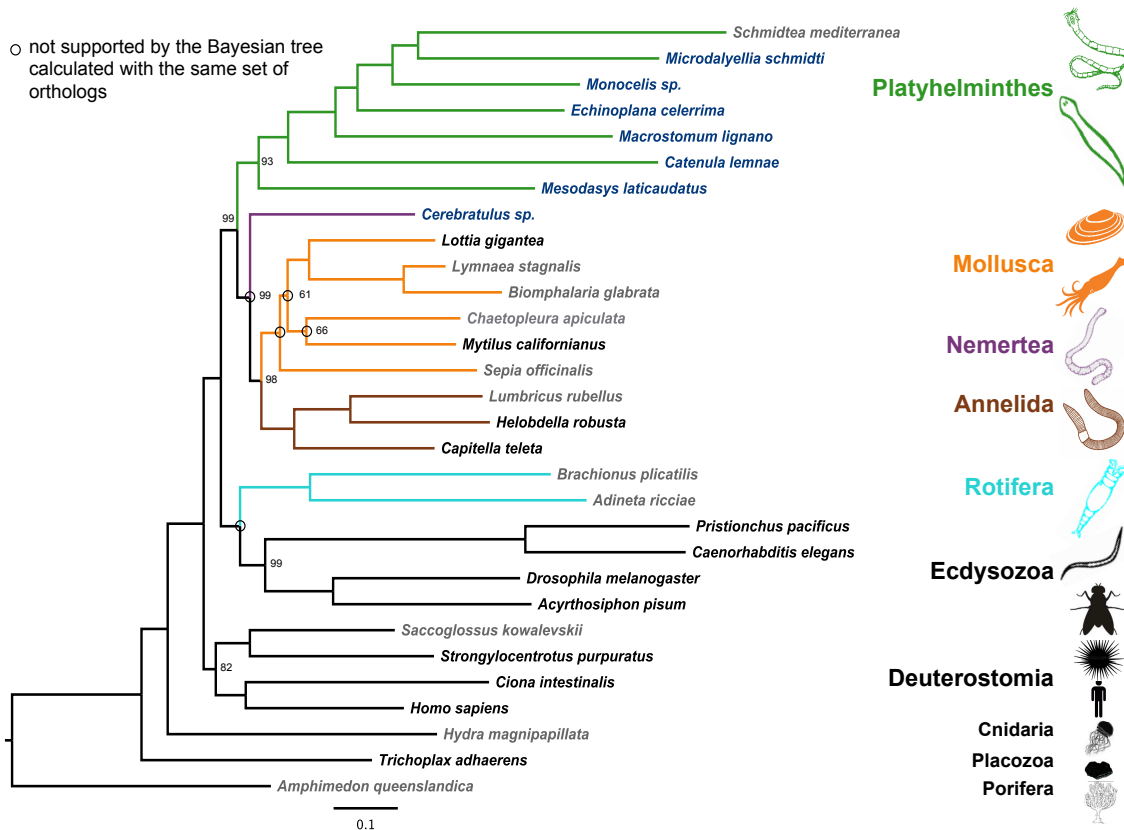 not supported by the Bayesian tree
calculated with the same set of
orthologs
Schmidtea mediterranea
Microdalyellia schmidti
Monocelis sp.
Echinoplana celerrima
Macrostomum lignano
Catenula lemnae
Mesodasys laticaudatus
Cerebratulus sp.
Lottia gigantea
Lymnaea stagnalis
Biomphalaria glabrata
Chaetopleura apiculata
Mytilus californianus
Sepia officinalis
Lumbricus rubellus
Helobdella robusta
Capitella teleta
Brachionus plicatilis
Adineta ricciae
Pristionchus pacificus
Caenorhabditis elegans
Drosophila melanogaster
Acyrthosiphon pisum
Saccoglossus kowalevskii
Strongylocentrotus purpuratus
Ciona intestinalis
Homo sapiens
Hydra magnipapillata
Trichoplax adhaerens
Amphimedon queenslandica
93
99
99
61
66
98
99
82
0.1
Platyhelminthes
Mollusca
Nemertea
Annelida
Rotifera
Ecdysozoa
Deuterostomia
Cnidaria
Placozoa
Porifera